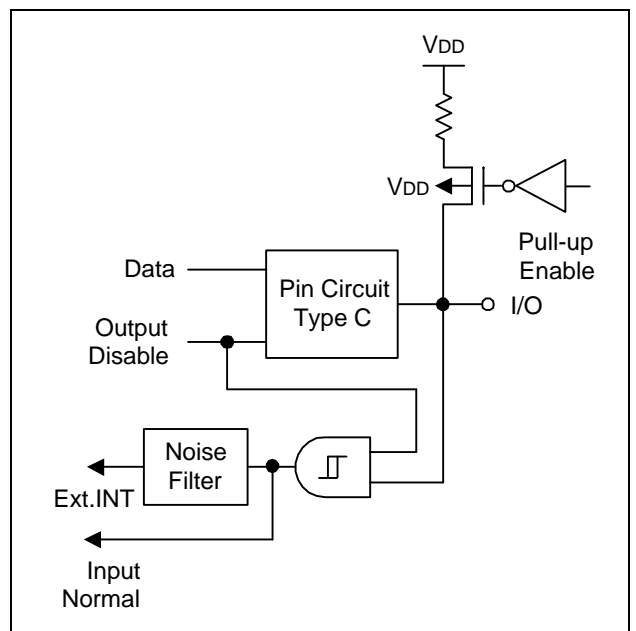 VDD
VDD
Pull-up
Enable
Data
Pin Circuit
Type C
I/O
Output
Disable
Noise
Filter
Ext.INT
Input
Normal